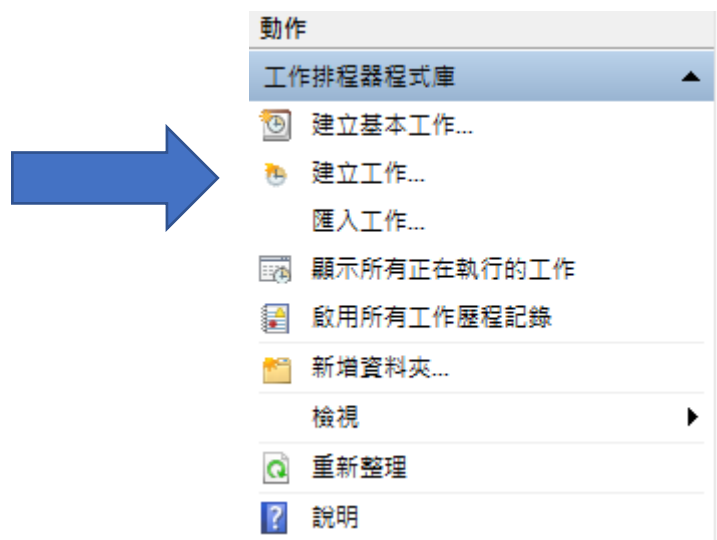 動作
工作排程器程式庫
建立基本工作...
建立工作...
匯入工作...
顯示所有正在執行的工作
啟用所有工作歷程記錄
新增資料夾...
檢視
重新整理
說明